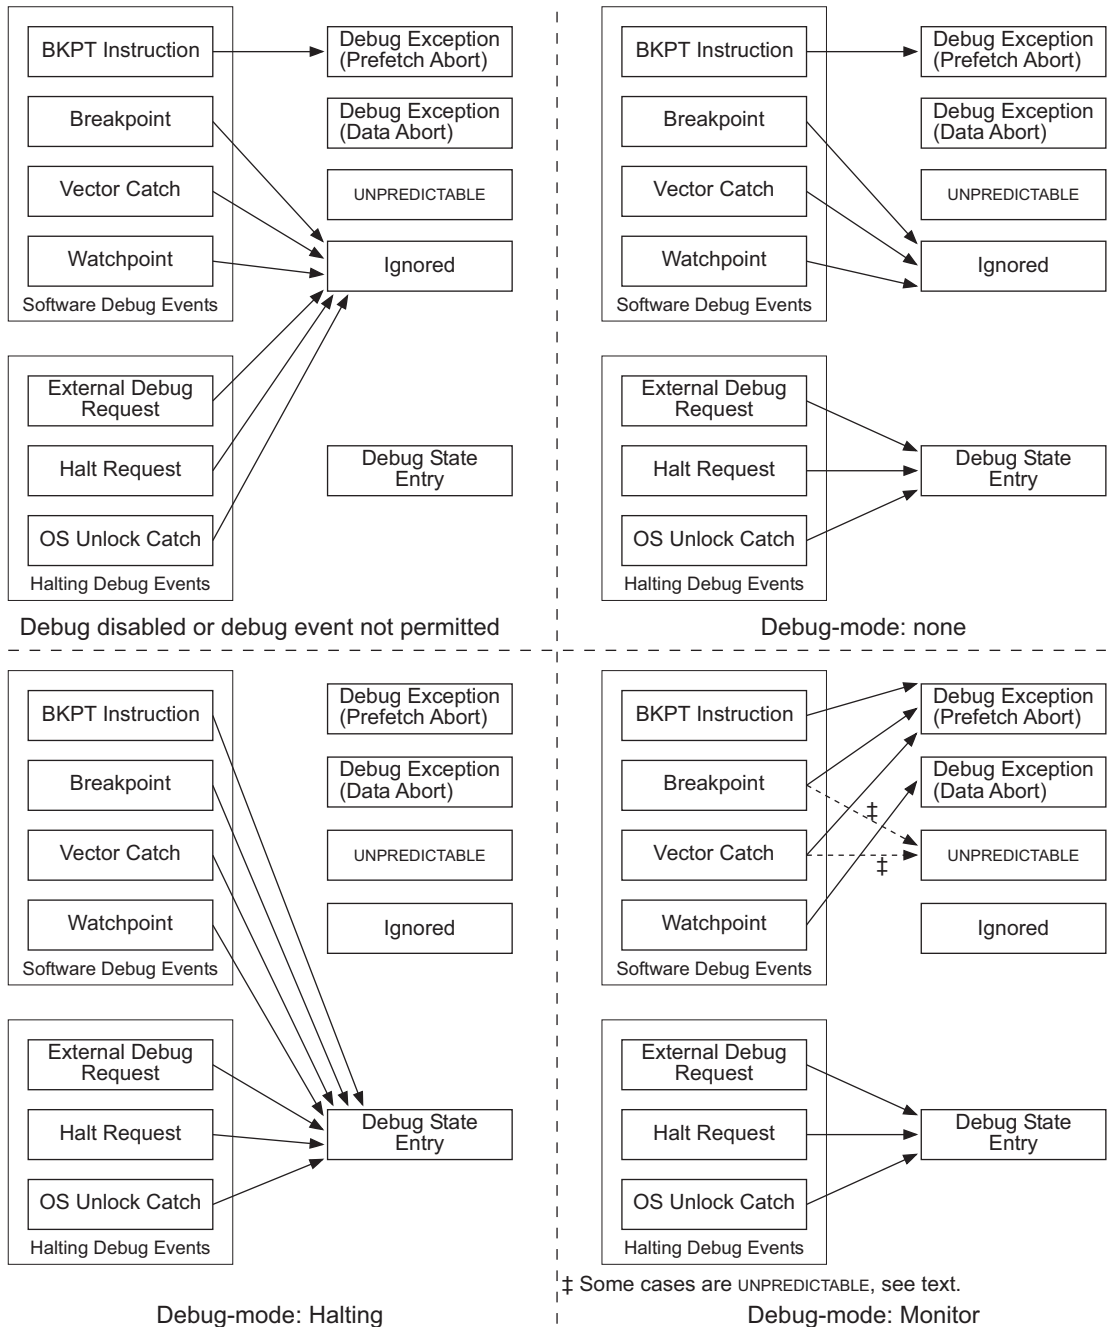 BKPT Instruction
Debug Exception
(Prefetch Abort)
Breakpoint
Debug Exception
(Data Abort)
Vector Catch
UNPREDICTABLE
Watchpoint
Ignored
Software Debug Events
External Debug
Request
Halt Request
Debug State
Entry
OS Unlock Catch
Halting Debug Events
Debug disabled or debug event not permitted
BKPT Instruction
Debug Exception
(Prefetch Abort)
Breakpoint
Debug Exception
(Data Abort)
Vector Catch
UNPREDICTABLE
Watchpoint
Ignored
Software Debug Events
External Debug
Request
Halt Request
Debug State
Entry
OS Unlock Catch
Halting Debug Events
Debug-mode: none
BKPT Instruction
Debug Exception
(Prefetch Abort)
Breakpoint
Debug Exception
(Data Abort)
Vector Catch
UNPREDICTABLE
Watchpoint
Ignored
Software Debug Events
External Debug
Request
Halt Request
Debug State
Entry
OS Unlock Catch
Halting Debug Events
Debug-mode: Halting
BKPT Instruction
Debug Exception
(Prefetch Abort)
Breakpoint
Debug Exception
(Data Abort)
‡
Vector Catch
UNPREDICTABLE
‡
Watchpoint
Ignored
Software Debug Events
External Debug
Request
Halt Request
Debug State
Entry
OS Unlock Catch
Halting Debug Events
‡ Some cases are UNPREDICTABLE, see text.
Debug-mode: Monitor